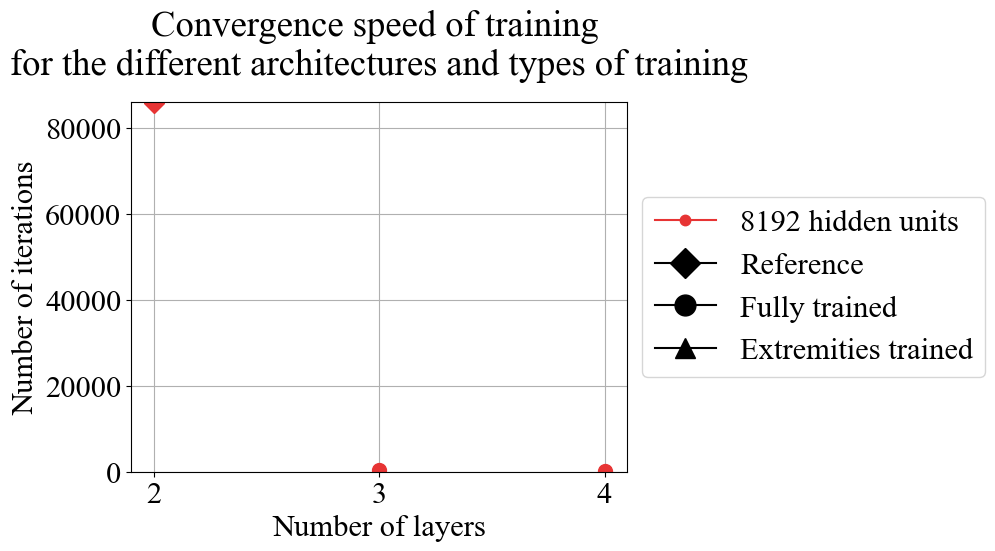 Convergence speed of training
for the different architectures and types of training
80000
60000
40000
20000
0
Number of iterations
2
3
4
Number of layers
8192 hidden units
Reference
Fully trained
Extremities trained